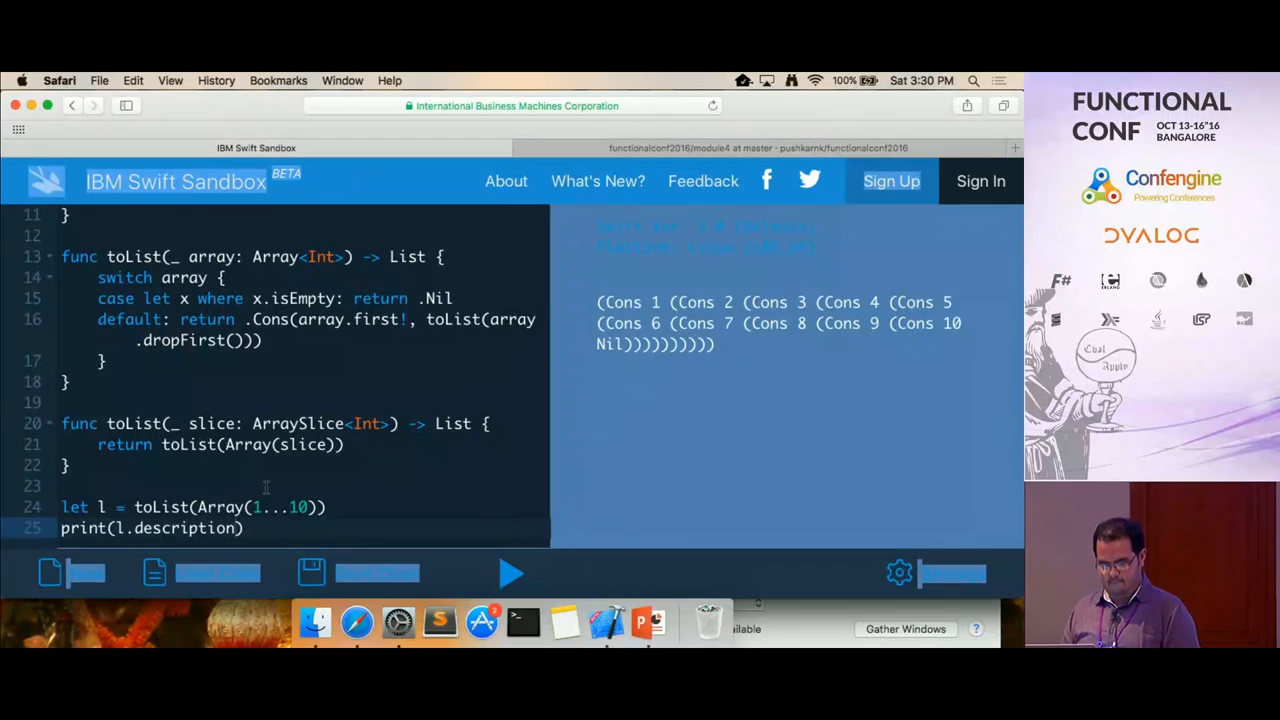 Safari File Edit View History Bookmarks Window Help 100% Sat 3:30 PM
International Business Machines Corporation
IBM Swift Sandbox functionalconf2016/module4 at master · pushkarnk/functionalconf2016 +
IBM Swift Sandbox BETA About What's New? Feedback Sign Up Sign In
11 }
12
13 func toList(_ array: Array<Int>) -> List {
14 switch array {
15 case let x where x.isEmpty: return .Nil
16 default: return .Cons(array.first!, toList(array
.dropFirst()))
17 }
18 }
19
20 func toList(_ slice: ArraySlice<Int>) -> List {
21 return toList(Array(slice))
22 }
23
24 let l = toList(Array(1...10))
25 print(l.description)
(Cons 1 (Cons 2 (Cons 3 (Cons 4 (Cons 5
(Cons 6 (Cons 7 (Cons 8 (Cons 9 (Cons 10
Nil))))))))))
2
Gather Windows ?
FUNCTIONAL
CONF OCT 13-16"16
BANGALORE
Confengine
Powering Conferences
DYALOG
F#
ERLANG
LISP
Eval
Apply